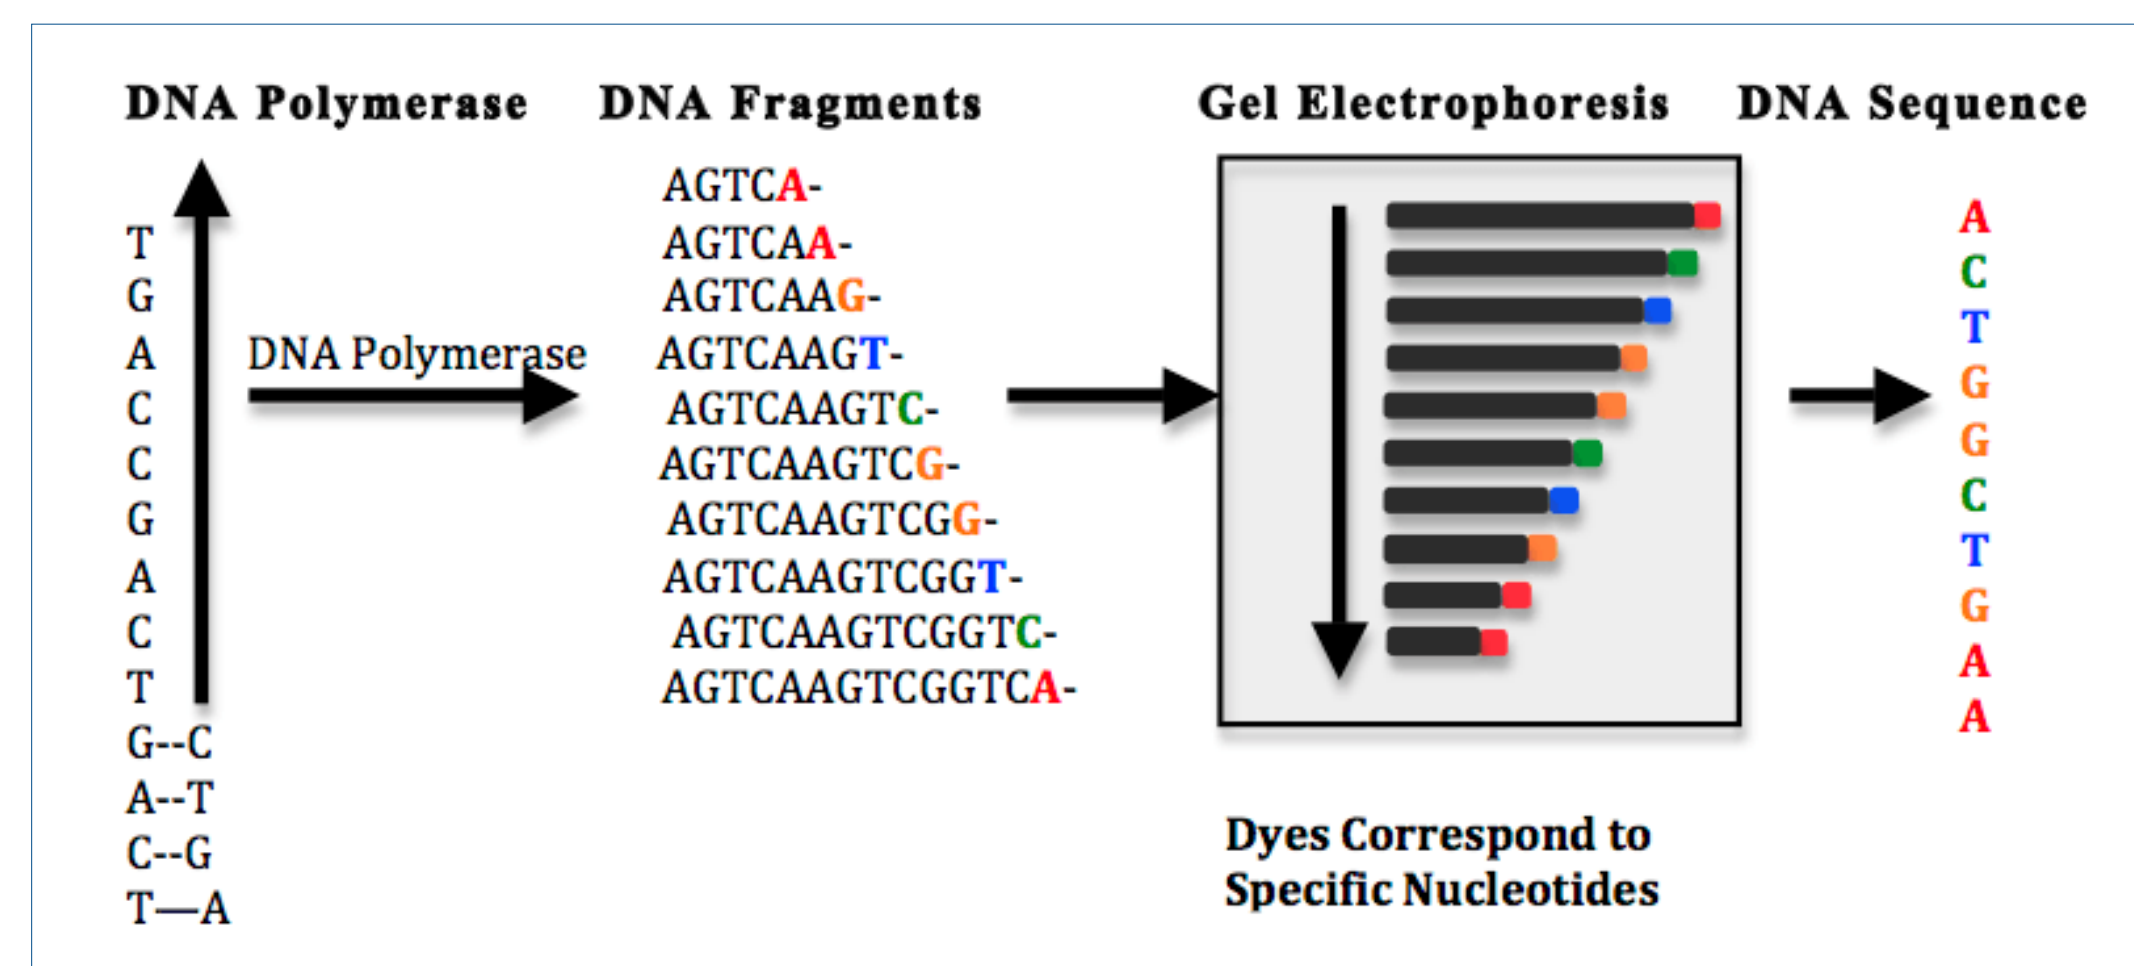 DNA Polymerase
T
G
A
C
C
G
A
C
T
G--C
A--T
C--G
T—A
DNA Polymerase
DNA Fragments
AGTCA-
AGTCAA-
AGTCAAG-
AGTCAAGT-
AGTCAAGTC-
AGTCAAGTCG-
AGTCAAGTCGG-
AGTCAAGTCGGT-
AGTCAAGTCGGTC-
AGTCAAGTCGGTCA-
Gel Electrophoresis
Dyes Correspond to
Specific Nucleotides
DNA Sequence
A
C
T
G
G
C
T
G
A
A